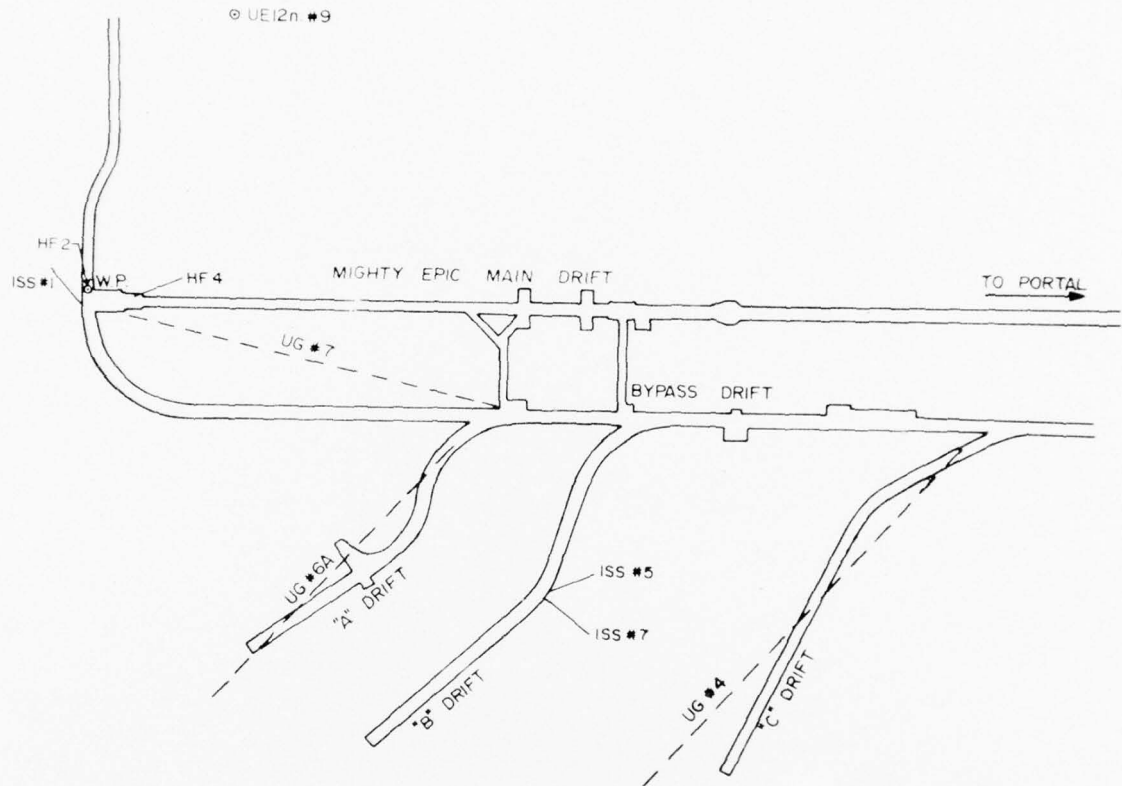 UE12n #9
HF 2
W.P.
HF 4
ISS #1
MIGHTY EPIC MAIN DRIFT
TO PORTAL
UG #7
BYPASS DRIFT
UG #6A
"A" DRIFT
ISS #5
ISS #7
"B" DRIFT
UG #4
"C" DRIFT